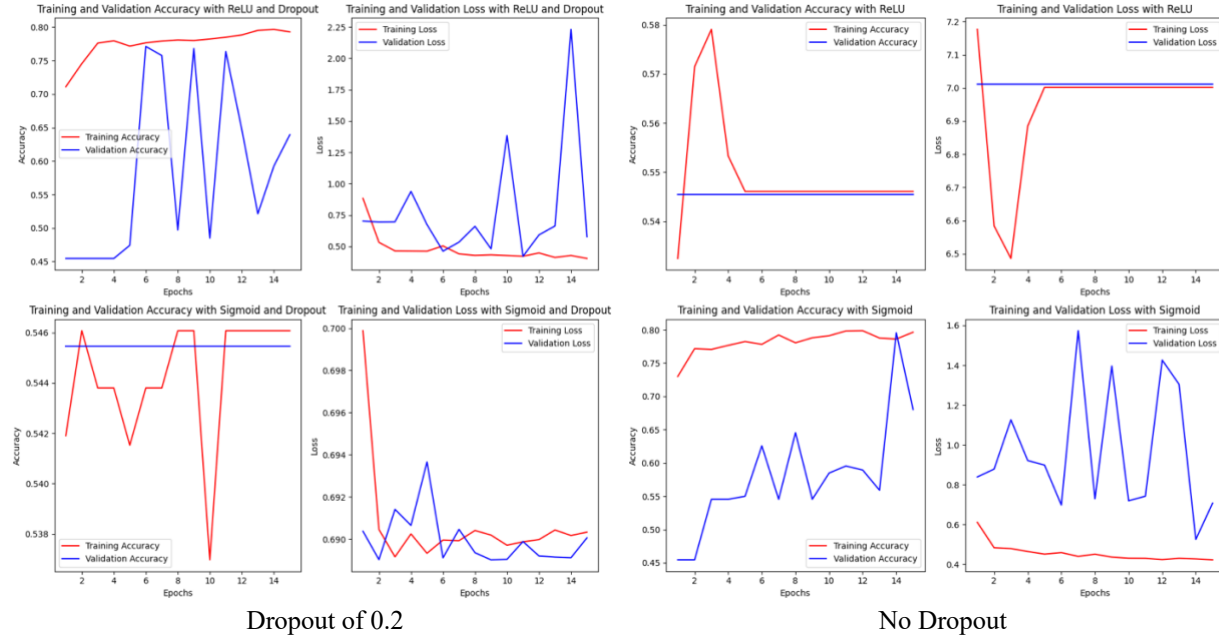 Training and Validation Accuracy with ReLU and Dropout
Accuracy
0.80
0.75
0.70
0.65
0.60
0.55
0.50
0.45
Training Accuracy
Validation Accuracy
2 4 6 8 10 12 14
Epochs
Training and Validation Loss with ReLU and Dropout
Loss
2.25
2.00
1.75
1.50
1.25
1.00
0.75
0.50
Training Loss
Validation Loss
2 4 6 8 10 12 14
Epochs
Training and Validation Accuracy with ReLU
Accuracy
0.58
0.57
0.56
0.55
0.54
Training Accuracy
Validation Accuracy
2 4 6 8 10 12 14
Epochs
Training and Validation Loss with ReLU
Loss
7.2
7.1
7.0
6.9
6.8
6.7
6.6
6.5
Training Loss
Validation Loss
2 4 6 8 10 12 14
Epochs
Training and Validation Accuracy with Sigmoid and Dropout
Accuracy
0.546
0.544
0.542
0.540
0.538
Training Accuracy
Validation Accuracy
2 4 6 8 10 12 14
Epochs
Training and Validation Loss with Sigmoid and Dropout
Loss
0.700
0.698
0.696
0.694
0.692
0.690
Training Loss
Validation Loss
2 4 6 8 10 12 14
Epochs
Training and Validation Accuracy with Sigmoid
Accuracy
0.80
0.75
0.70
0.65
0.60
0.55
0.50
0.45
Training Accuracy
Validation Accuracy
2 4 6 8 10 12 14
Epochs
Training and Validation Loss with Sigmoid
Loss
1.6
1.4
1.2
1.0
0.8
0.6
0.4
Training Loss
Validation Loss
2 4 6 8 10 12 14
Epochs
Dropout of 0.2
No Dropout